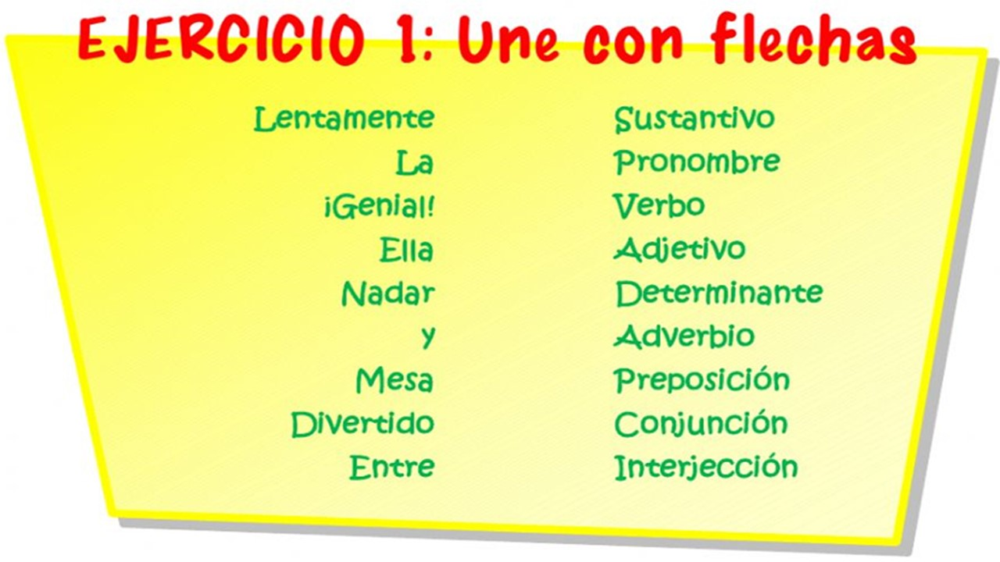 EJERCICIO 1: Une con flechas
Lentamente Sustantivo
La Pronombre
¡Genial! Verbo
Ella Adjetivo
Nadar Determinante
y Adverbio
Mesa Preposición
Divertido Conjunción
Entre Interjección